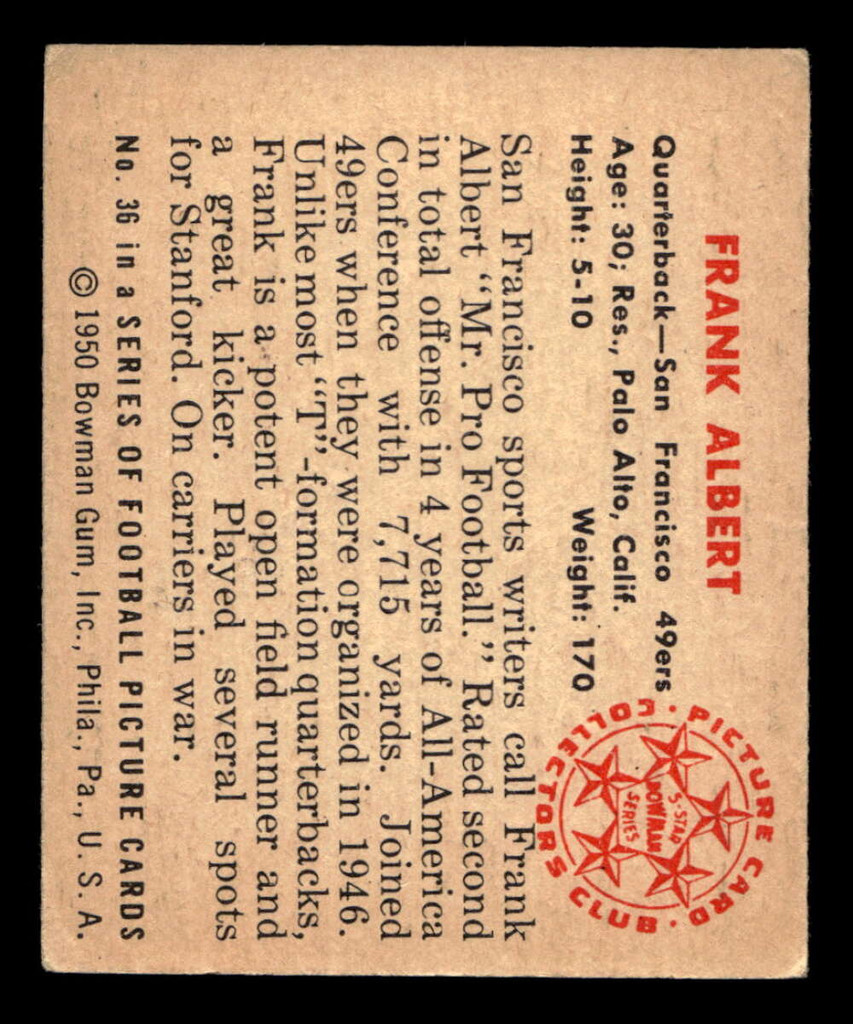 FRANK ALBERT
Quarterback—San Francisco 49ers
Age: 30; Res., Palo Alto, Calif.
Height: 5-10 Weight: 170
PICTURE CARD COLLECTORS CLUB
5-STAR
BOWMAN
SERIES
San Francisco sports writers call Frank
Albert "Mr. Pro Football." Rated second
in total offense in 4 years of All-America
Conference with 7,715 yards. Joined
49ers when they were organized in 1946.
Unlike most "T"-formation quarterbacks,
Frank is a potent open field runner and
a great kicker. Played several spots
for Stanford. On carriers in war.
No. 36 in a SERIES OF FOOTBALL PICTURE CARDS
© 1950 Bowman Gum, Inc., Phila., Pa., U. S. A.